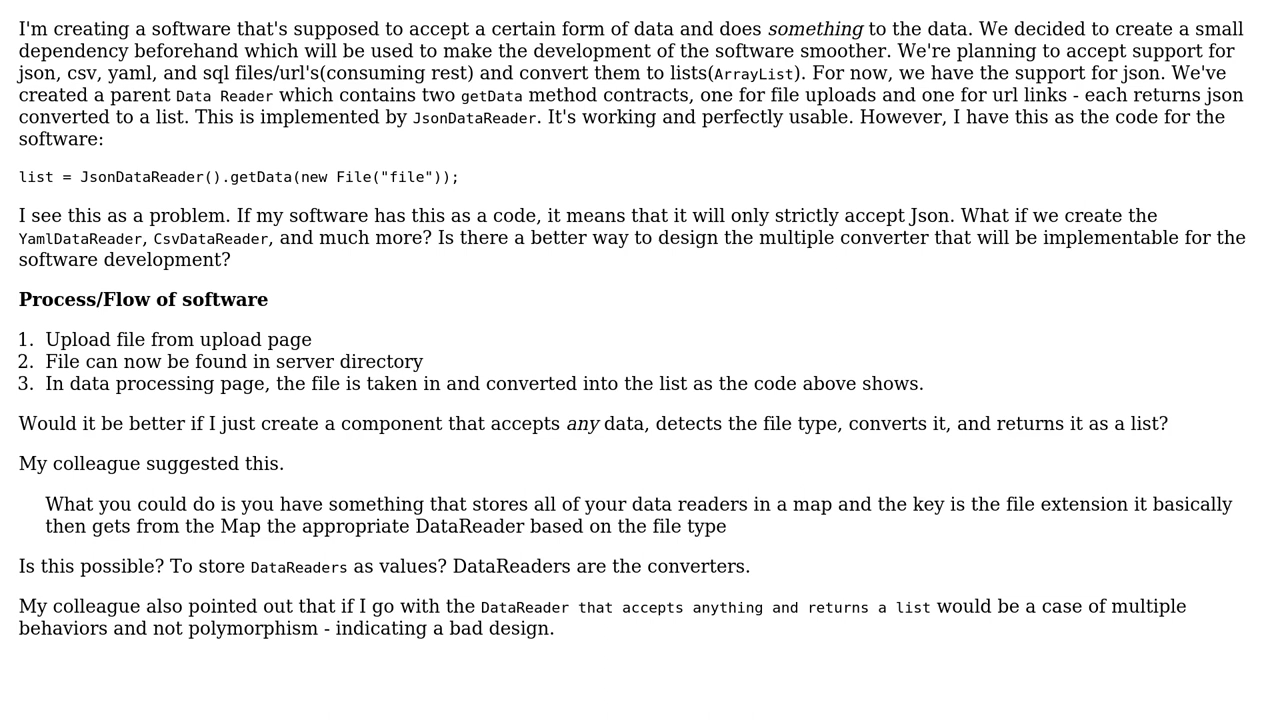 I'm creating a software that's supposed to accept a certain form of data and does something to the data. We decided to create a small
dependency beforehand which will be used to make the development of the software smoother. We're planning to accept support for
json, csv, yaml, and sql files/url's(consuming rest) and convert them to lists(ArrayList). For now, we have the support for json. We've
created a parent Data Reader which contains two getData method contracts, one for file uploads and one for url links - each returns json
converted to a list. This is implemented by JsonDataReader. It's working and perfectly usable. However, I have this as the code for the
software:
list = JsonDataReader().getData(new File("file"));
I see this as a problem. If my software has this as a code, it means that it will only strictly accept Json. What if we create the
YamlDataReader, CsvDataReader, and much more? Is there a better way to design the multiple converter that will be implementable for the
software development?
Process/Flow of software
1. Upload file from upload page
2. File can now be found in server directory
3. In data processing page, the file is taken in and converted into the list as the code above shows.
Would it be better if I just create a component that accepts any data, detects the file type, converts it, and returns it as a list?
My colleague suggested this.
What you could do is you have something that stores all of your data readers in a map and the key is the file extension it basically
then gets from the Map the appropriate DataReader based on the file type
Is this possible? To store DataReaders as values? DataReaders are the converters.
My colleague also pointed out that if I go with the DataReader that accepts anything and returns a list would be a case of multiple
behaviors and not polymorphism - indicating a bad design.